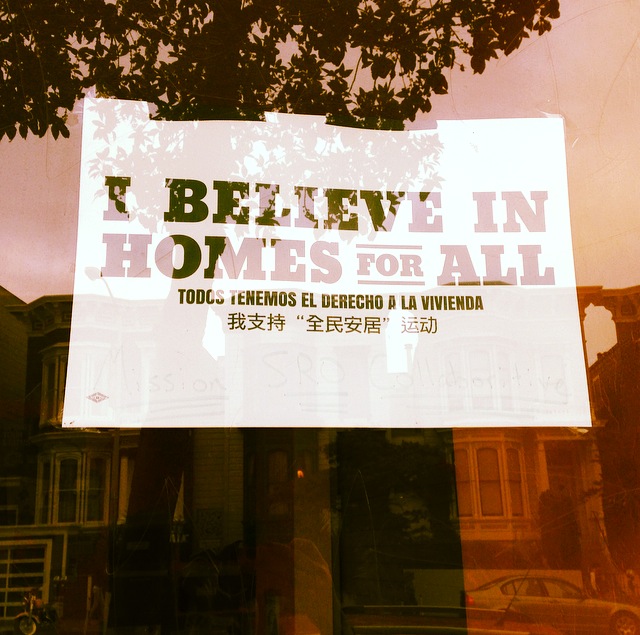 I BELIEVE IN
HOMES FOR ALL
TODOS TENEMOS EL DERECHO A LA VIVIENDA
我支持“全民安居”运动
Mission SRO Collaborative